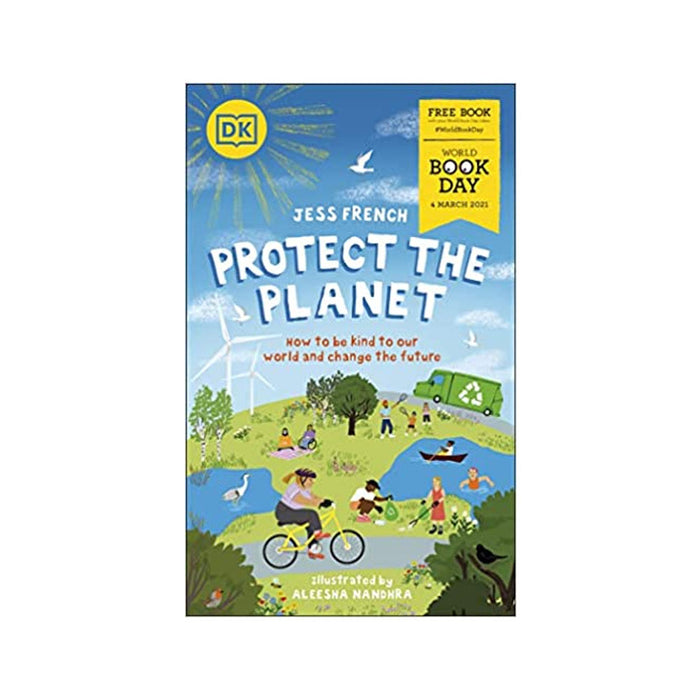 DK
FREE BOOK
#WorldBookDay
WORLD
BOOK
DAY
4 MARCH 2021
JESS FRENCH
PROTECT THE
PLANET
How to be kind to our
world and change the future
Illustrated by
ALEESHA NANDHRA